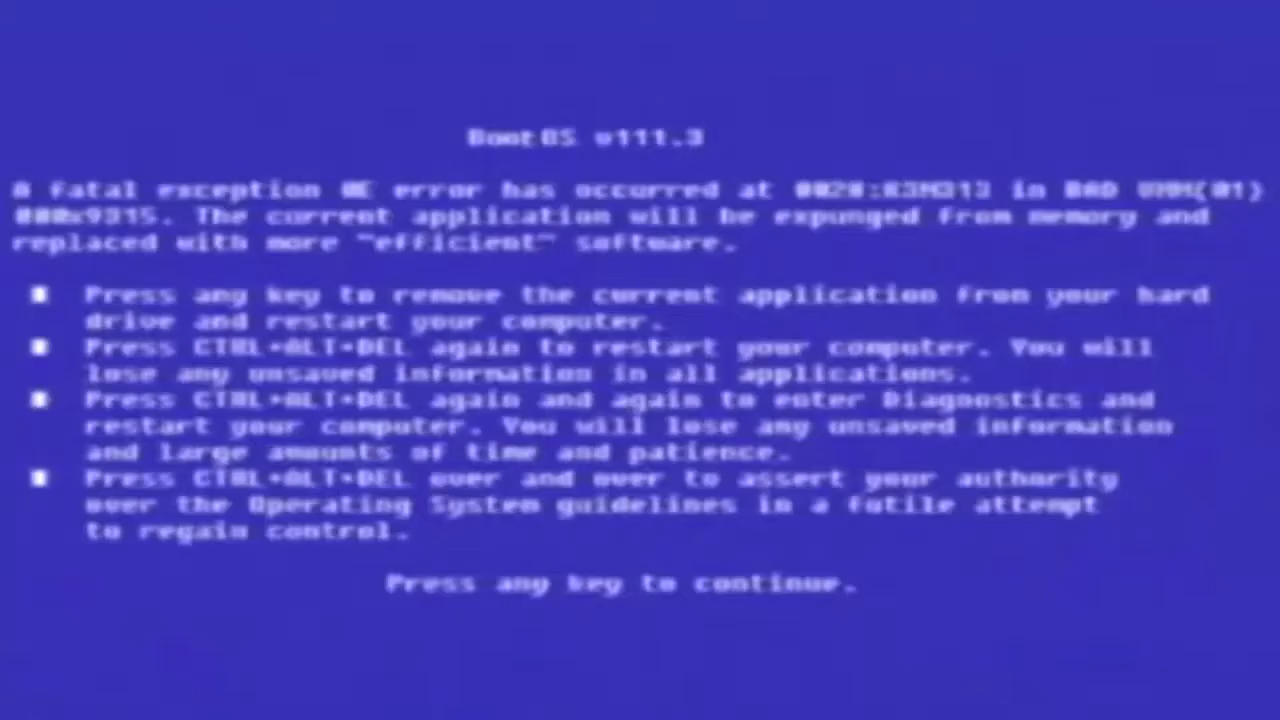 BootOS v111.3
A fatal exception 0E error has occurred at in BAD
The current application will be expunged from memory and
replaced with more "efficient" software.
Press any key to remove the current application from your hard
drive and restart your computer.
Press CTRL+ALT+DEL again to restart your computer. You will
lose any unsaved information in all applications.
Press CTRL+ALT+DEL again and again to enter Diagnostics and
restart your computer. You will lose any unsaved information
and large amounts of time and patience.
Press CTRL+ALT+DEL over and over to assert your authority
over the Operating System guidelines in a futile attempt
to regain control.
Press any key to continue.